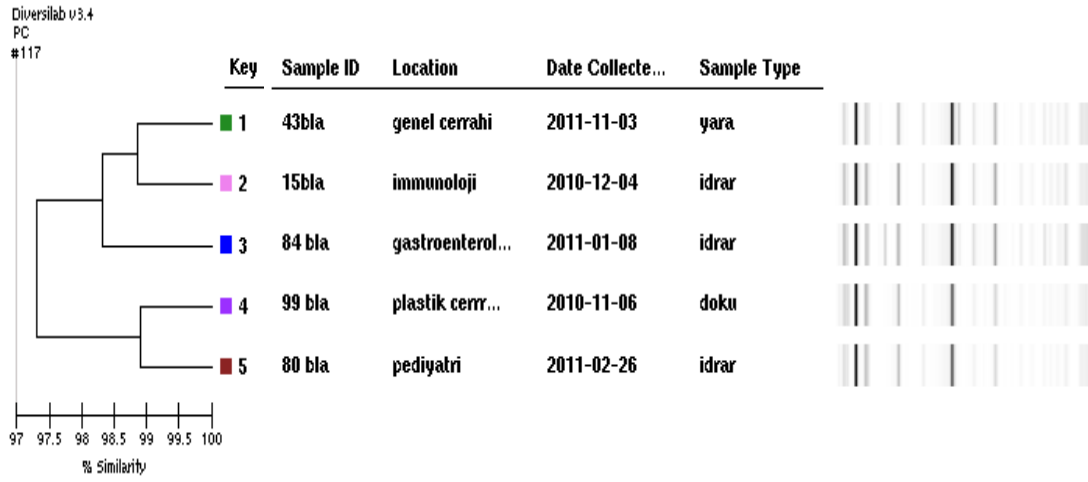 Diversilab v3.4
PC
#117
Key Sample ID Location Date Collecte... Sample Type
1 43bla genel cerrahi 2011-11-03 yara
2 15bla immunoloji 2010-12-04 idrar
3 84 bla gastroenterol... 2011-01-08 idrar
4 99 bla plastik cerrr... 2010-11-06 doku
5 80 bla pediyatri 2011-02-26 idrar
97 97.5 98 98.5 99 99.5 100
% Similarity